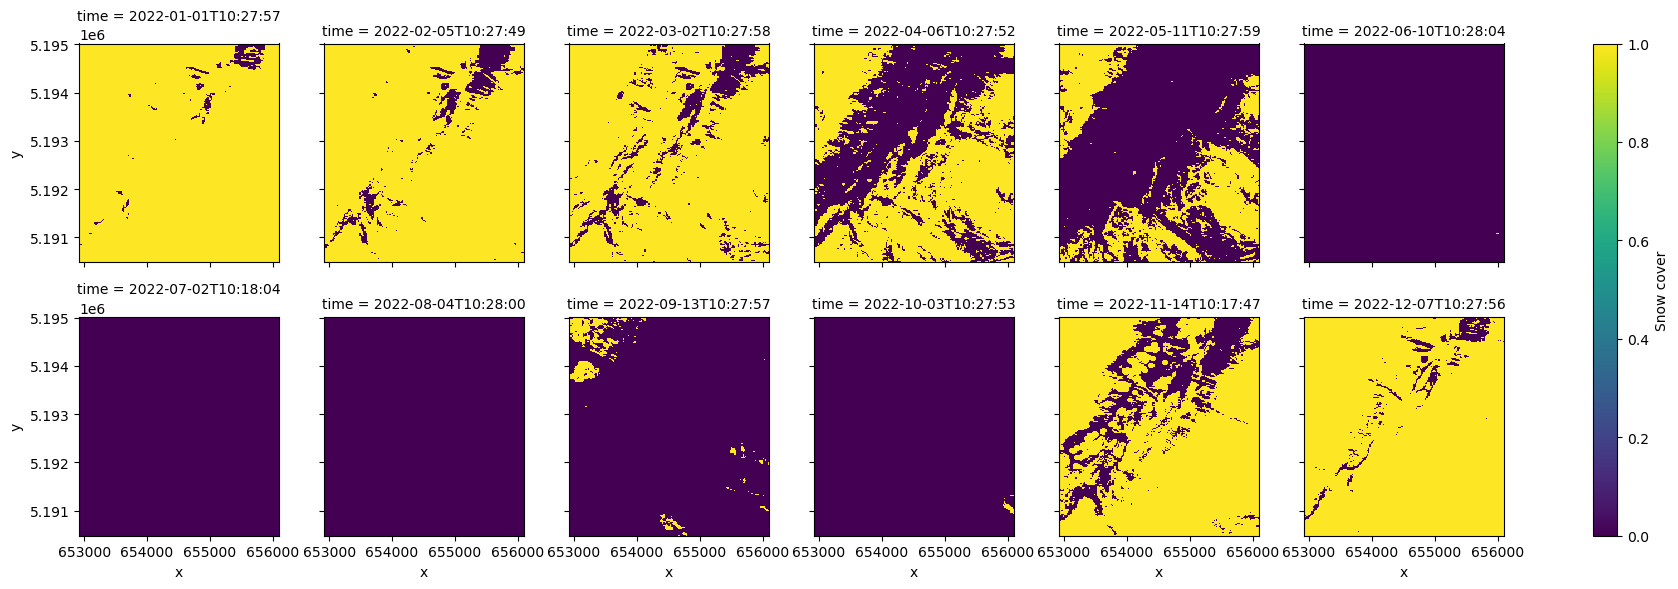 time = 2022-01-01T10:27:57 time = 2022-02-05T10:27:49 time = 2022-03-02T10:27:58 time = 2022-04-06T10:27:52 time = 2022-05-11T10:27:59 time = 2022-06-10T10:28:04
1e6
5.195
5.194
5.193
5.192
5.191
y
time = 2022-07-02T10:18:04 time = 2022-08-04T10:28:00 time = 2022-09-13T10:27:57 time = 2022-10-03T10:27:53 time = 2022-11-14T10:17:47 time = 2022-12-07T10:27:56
1e6
5.195
5.194
5.193
5.192
5.191
y
653000 654000 655000 656000 653000 654000 655000 656000 653000 654000 655000 656000 653000 654000 655000 656000 653000 654000 655000 656000 653000 654000 655000 656000
x x x x x x
1.0
0.8
0.6
0.4
0.2
0.0
Snow cover